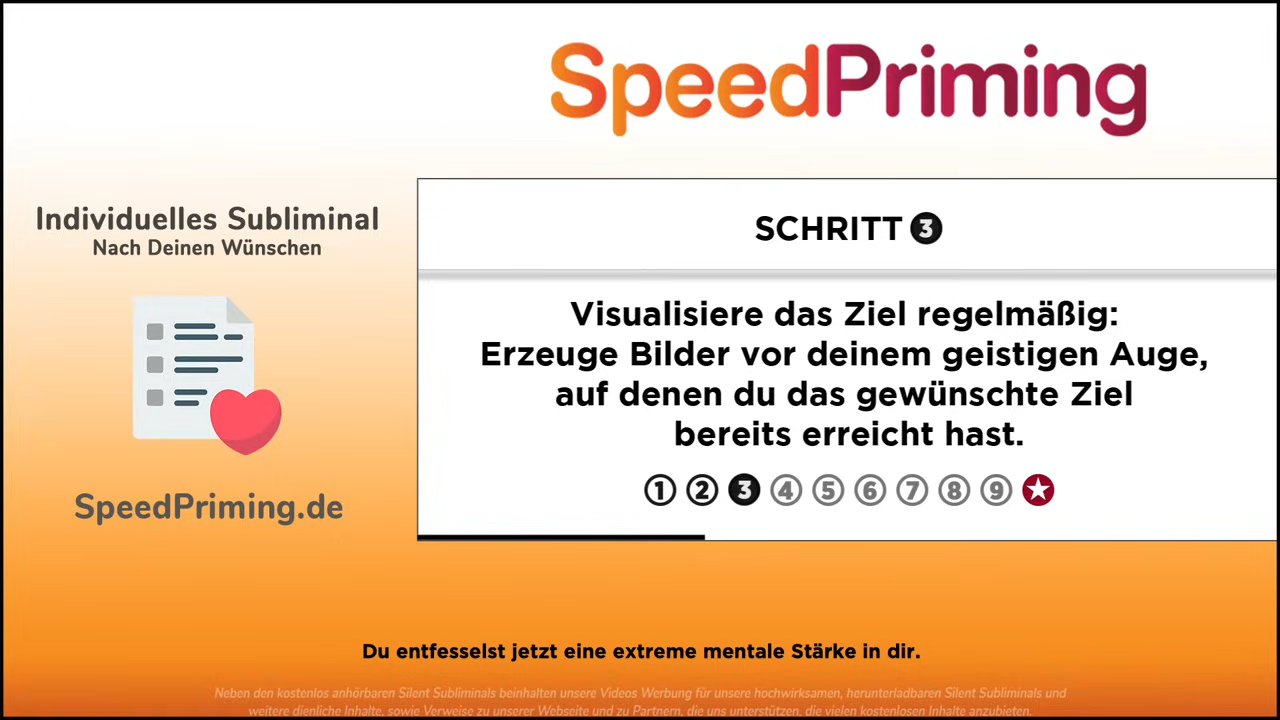 SpeedPriming
Individuelles Subliminal
Nach Deinen Wünschen
SpeedPriming.de
SCHRITT 3
Visualisiere das Ziel regelmäßig:
Erzeuge Bilder vor deinem geistigen Auge,
auf denen du das gewünschte Ziel
bereits erreicht hast.
1 2 3 4 5 6 7 8 9
Du entfesselst jetzt eine extreme mentale Stärke in dir.
Neben den kostenlos anhörbaren Silent Subliminals beinhalten unsere Videos Werbung für unsere hochwirksamen, herunterladbaren Silent Subliminals und
weitere dienliche Inhalte, sowie Verweise zu unserer Webseite und zu Partnern, die uns unterstützen, die vielen kostenlosen Inhalte anzubieten.